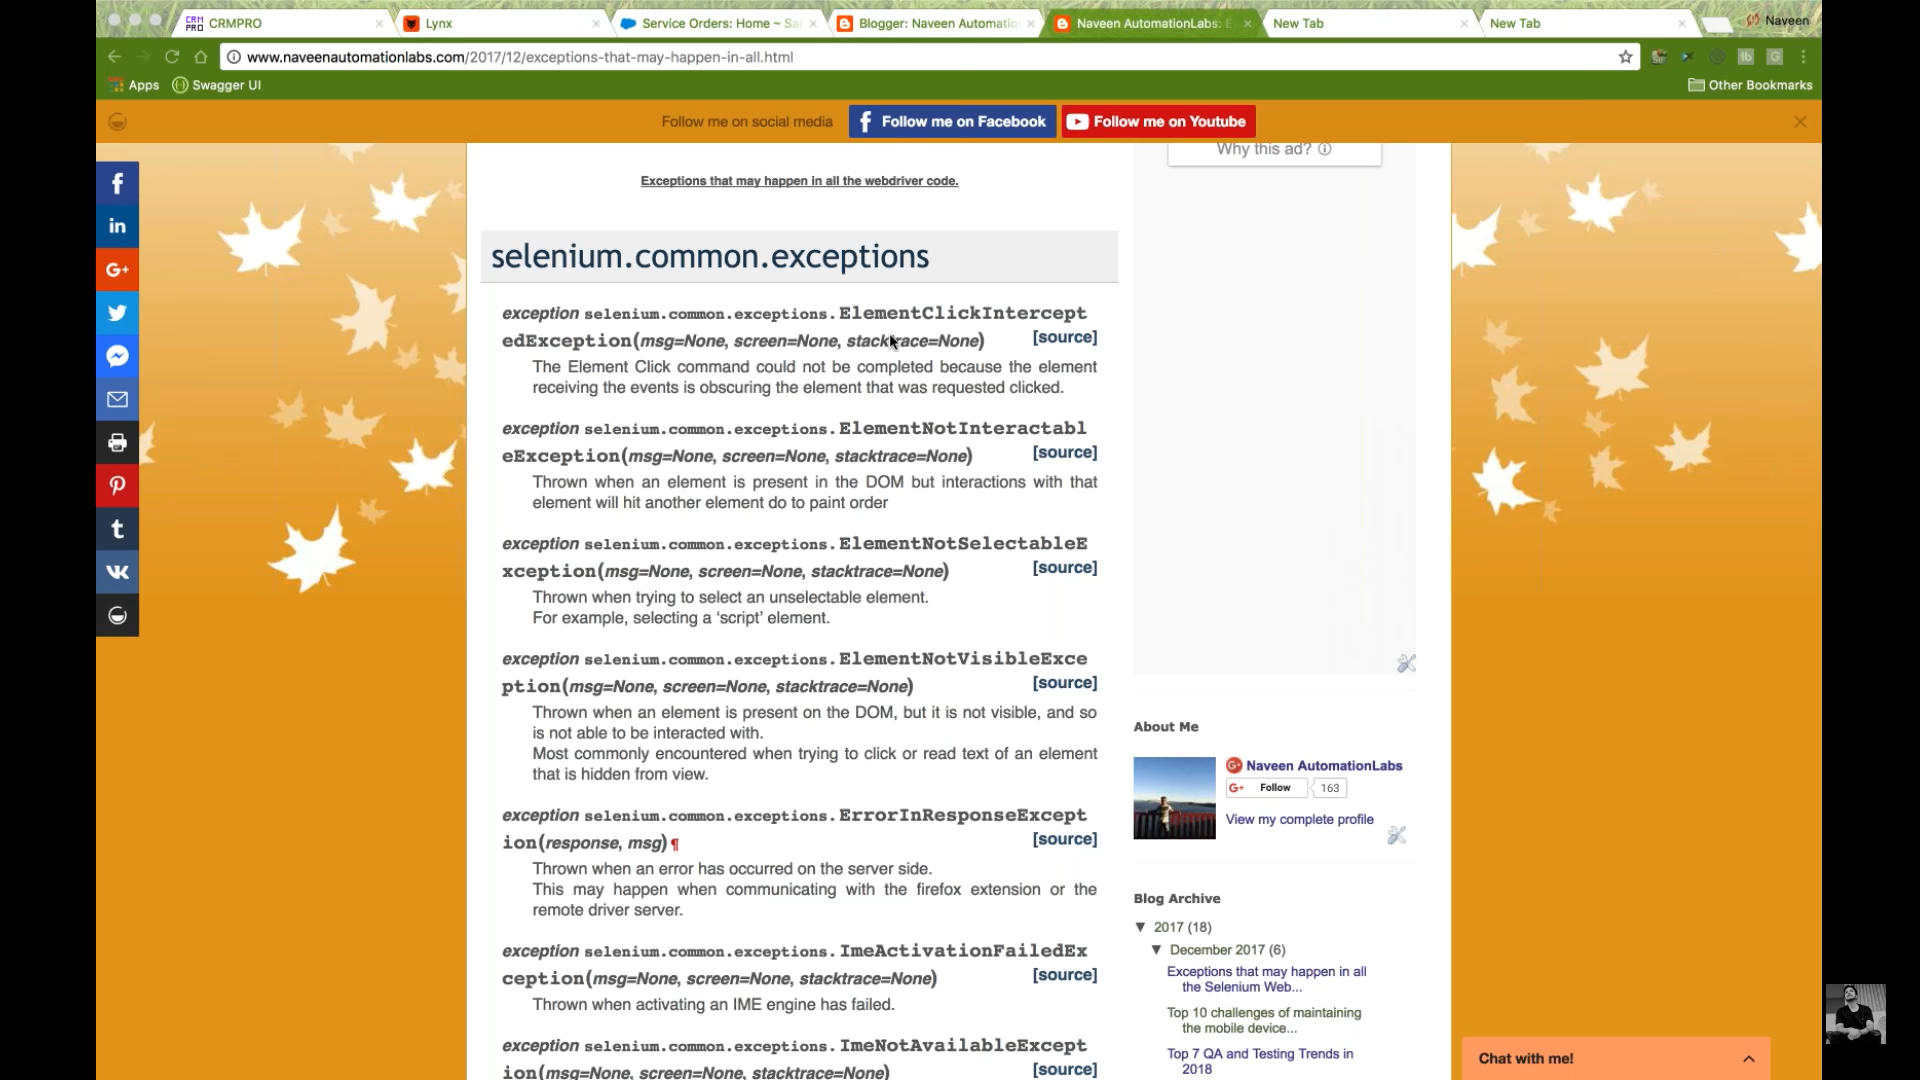 CRMPRO
Lynx
Service Orders: Home ~ Sa
Blogger: Naveen Automatio
Naveen AutomationLabs: E
New Tab
New Tab
Naveen
www.naveenautomationlabs.com/2017/12/exceptions-that-may-happen-in-all.html
Apps
Swagger UI
Other Bookmarks
Follow me on social media
Follow me on Facebook
Follow me on Youtube
Why this ad?
Exceptions that may happen in all the webdriver code.
selenium.common.exceptions
exception selenium.common.exceptions.ElementClickIntercept
edException(msg=None, screen=None, stacktrace=None) [source]
The Element Click command could not be completed because the element
receiving the events is obscuring the element that was requested clicked.
exception selenium.common.exceptions.ElementNotInteractabl
eException(msg=None, screen=None, stacktrace=None) [source]
Thrown when an element is present in the DOM but interactions with that
element will hit another element do to paint order
exception selenium.common.exceptions.ElementNotSelectableE
xception(msg=None, screen=None, stacktrace=None) [source]
Thrown when trying to select an unselectable element.
For example, selecting a ‘script’ element.
exception selenium.common.exceptions.ElementNotVisibleExce
ption(msg=None, screen=None, stacktrace=None) [source]
Thrown when an element is present on the DOM, but it is not visible, and so
is not able to be interacted with.
Most commonly encountered when trying to click or read text of an element
that is hidden from view.
exception selenium.common.exceptions.ErrorInResponseExcept
ion(response, msg)¶ [source]
Thrown when an error has occurred on the server side.
This may happen when communicating with the firefox extension or the
remote driver server.
exception selenium.common.exceptions.ImeActivationFailedEx
ception(msg=None, screen=None, stacktrace=None) [source]
Thrown when activating an IME engine has failed.
exception selenium.common.exceptions.ImeNotAvailableExcept
ion(msg=None, screen=None, stacktrace=None) [source]
About Me
Naveen AutomationLabs
G+ Follow 163
View my complete profile
Blog Archive
▼ 2017 (18)
▼ December 2017 (6)
Exceptions that may happen in all
the Selenium Web...
Top 10 challenges of maintaining
the mobile device...
Top 7 QA and Testing Trends in
2018
Chat with me!